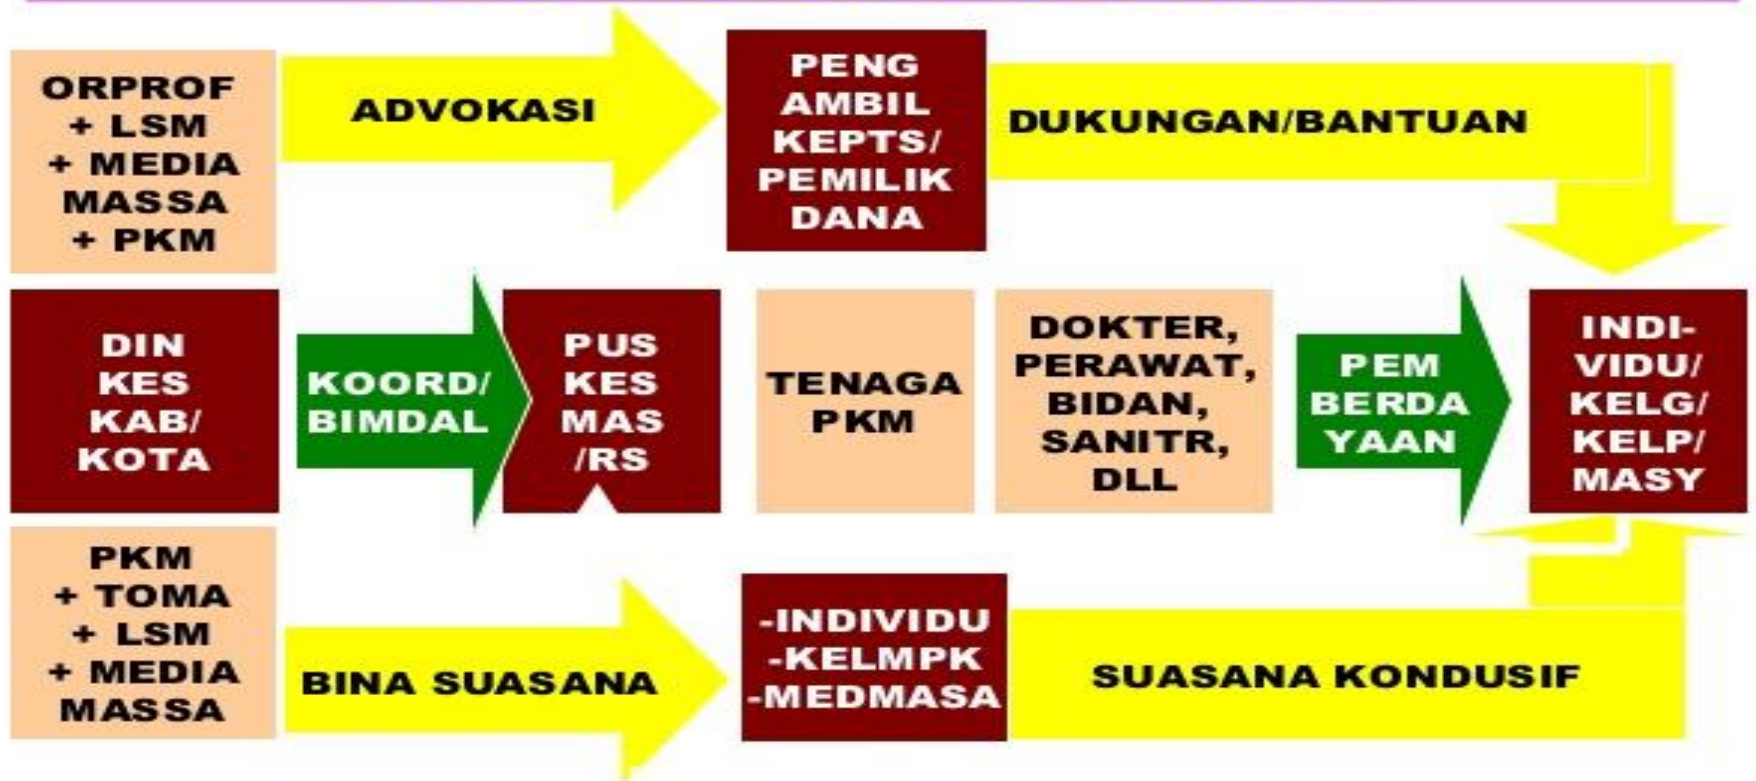 ORPROF
+ LSM
+ MEDIA
MASSA
+ PKM
ADVOKASI
PENG
AMBIL
KEPTS/
PEMILIK
DANA
DUKUNGAN/BANTUAN
DIN
KES
KAB/
KOTA
KOORD/
BIMDAL
PUS
KES
MAS
/RS
TENAGA
PKM
DOKTER,
PERAWAT,
BIDAN,
SANITR,
DLL
PEM
BERDA
YAAN
INDI-
VIDU/
KELG/
KELP/
MASY
PKM
+ TOMA
+ LSM
+ MEDIA
MASSA
BINA SUASANA
-INDIVIDU
-KELMPK
-MEDMASA
SUASANA KONDUSIF